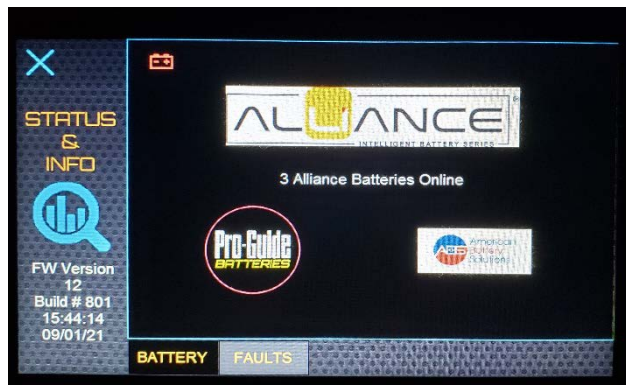 STATUS
&
INFO
FW Version
12
Build # 801
15:44:14
09/01/21
ALLIANCE
INTELLIGENT BATTERY SERIES
3 Alliance Batteries Online
Pro-Guide
BATTERIES
American
Battery
Solutions
BATTERY
FAULTS